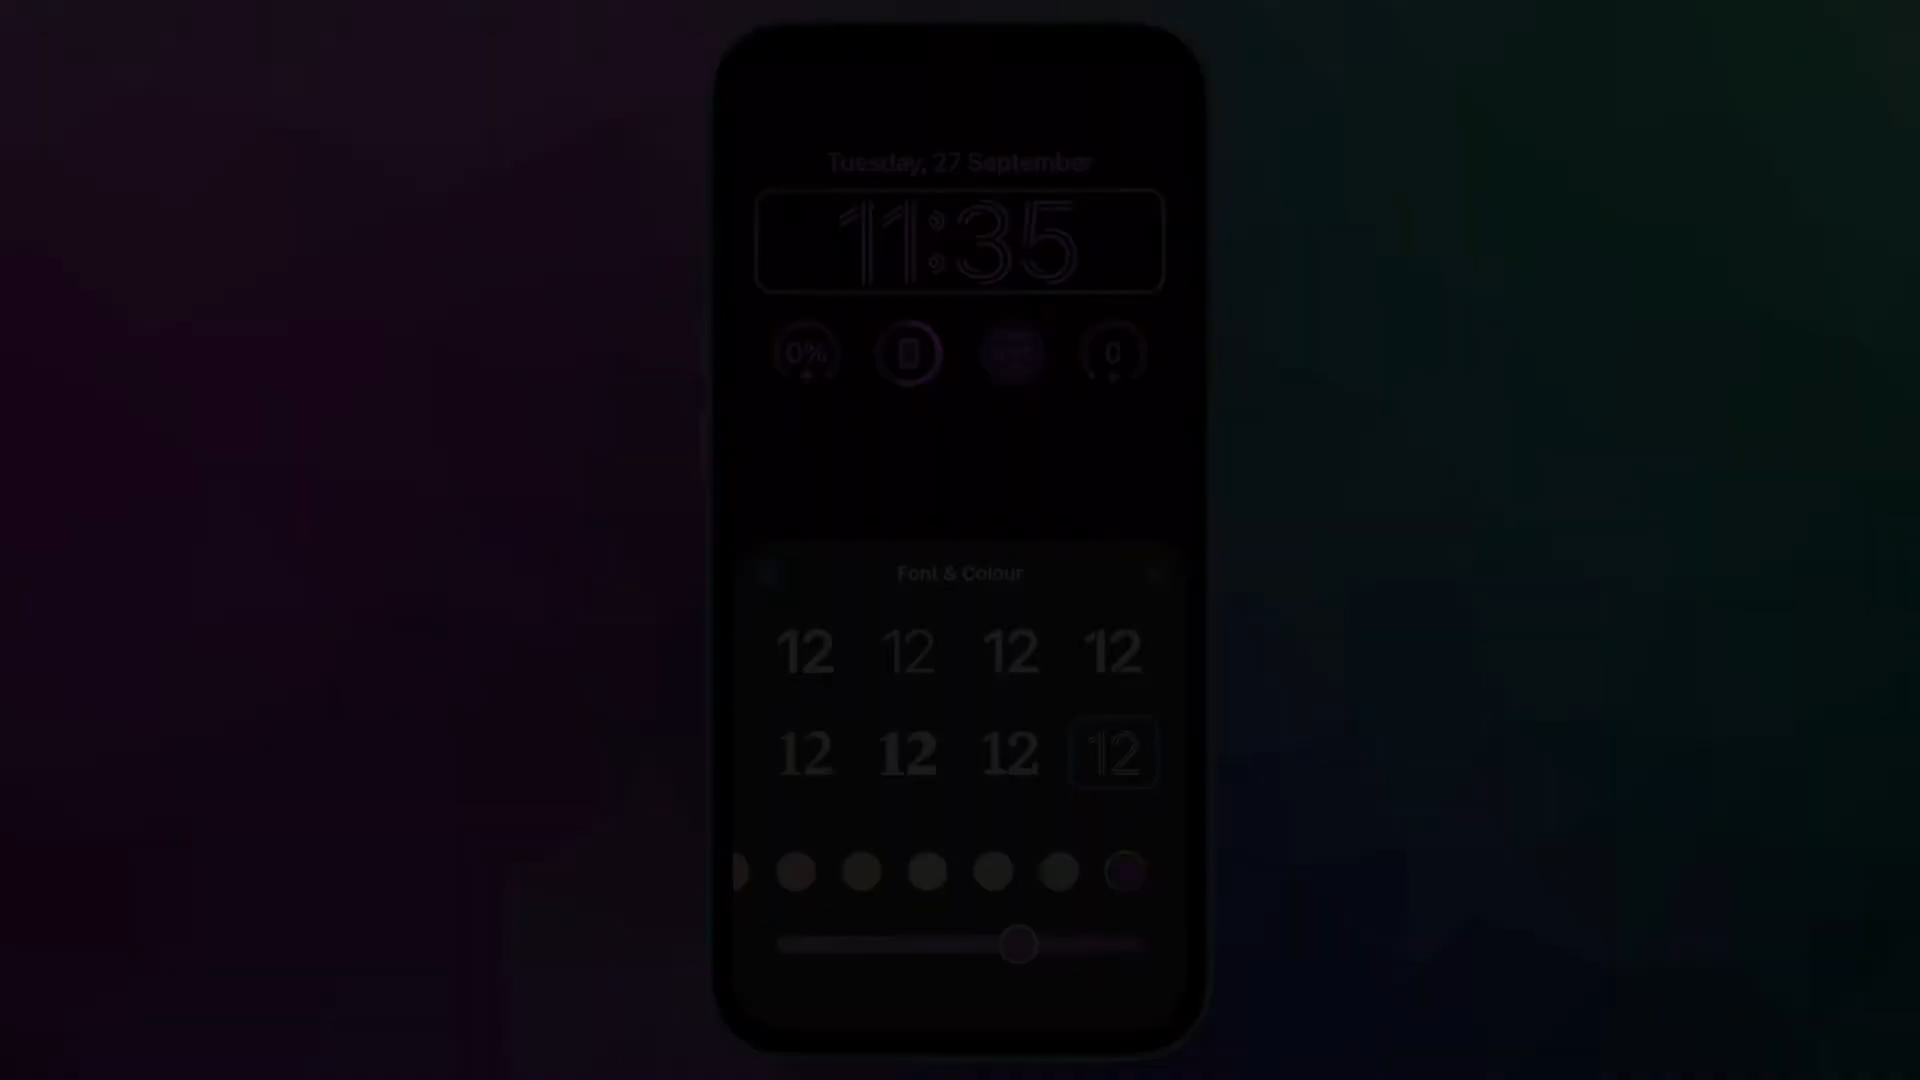 Tuesday, 27 September
11:35
0% 0
Font & Colour
12 12 12 12
12 12 12 12